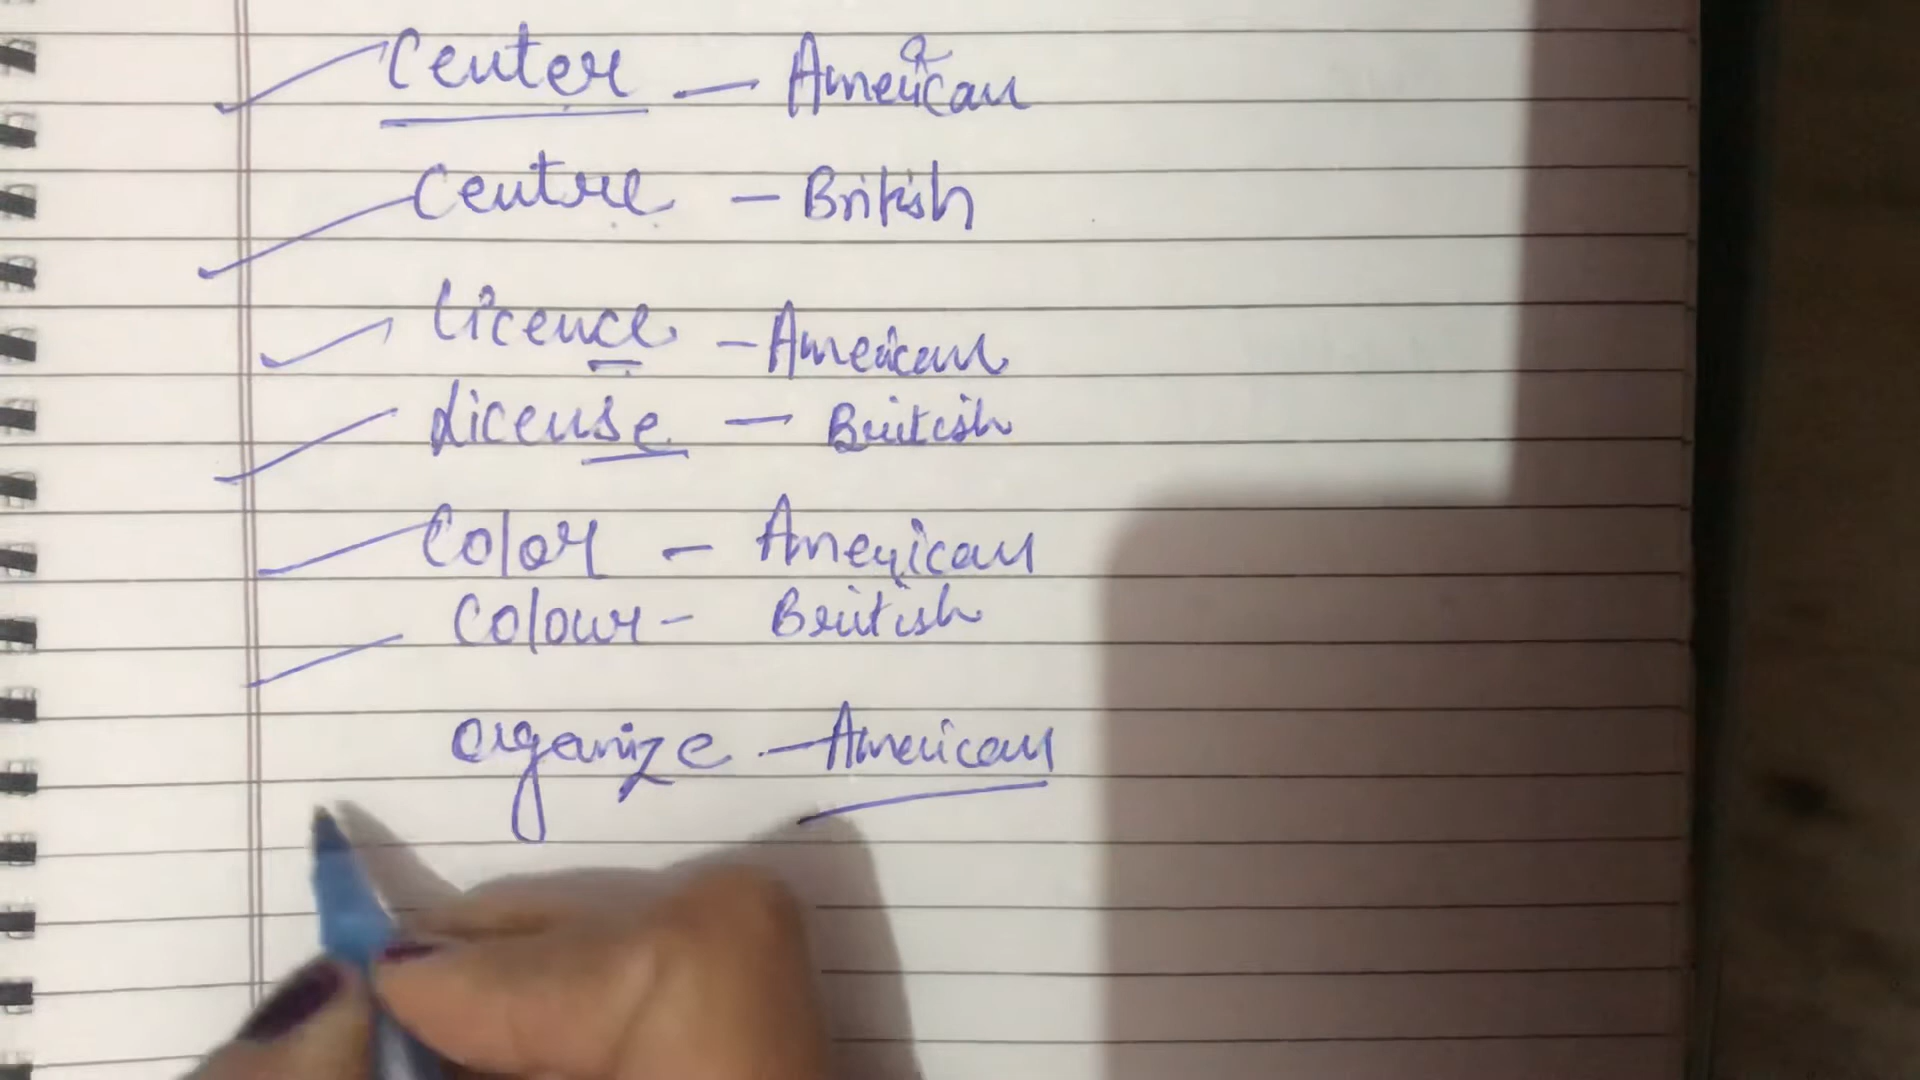 Center — American
Centre — British
Licence — American
License — British
Color — American
Colour - British
Organize — American